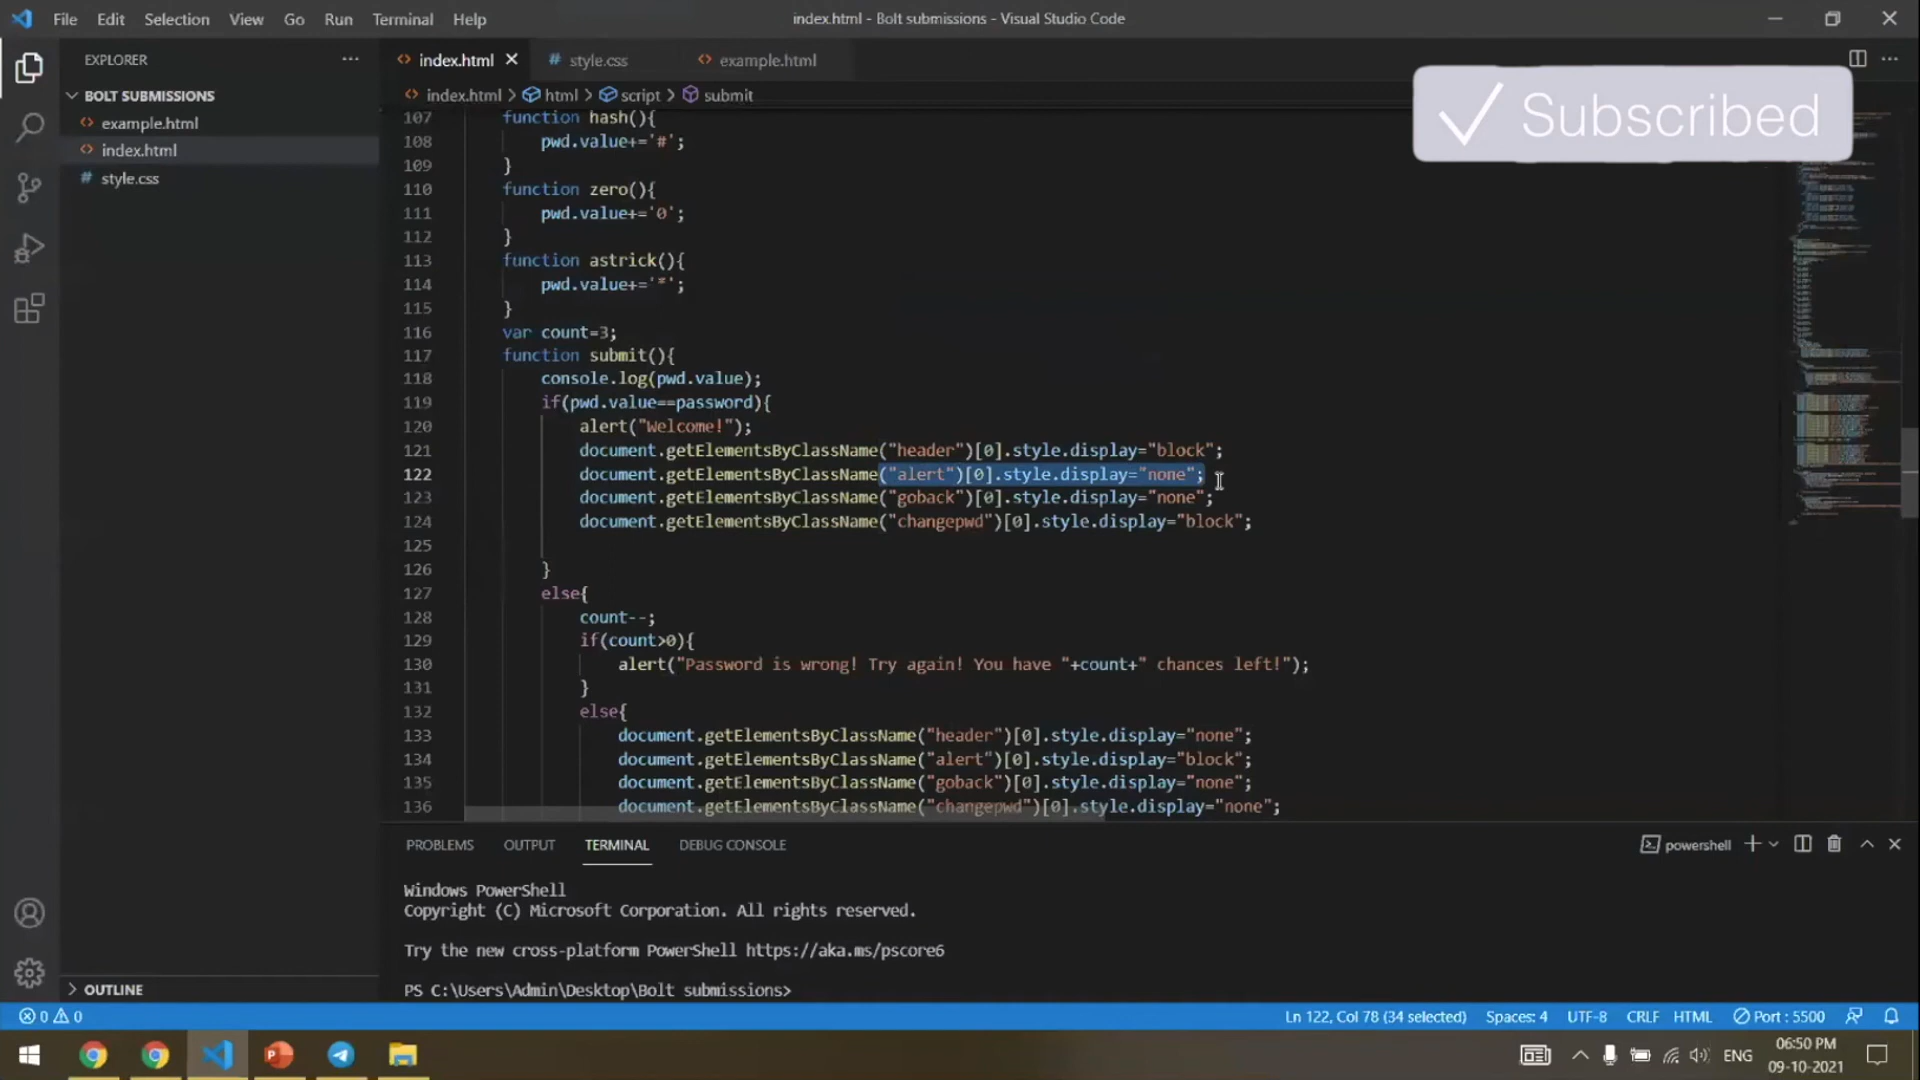 File Edit Selection View Go Run Terminal Help
index.html - Bolt submissions - Visual Studio Code
EXPLORER
BOLT SUBMISSIONS
example.html
index.html
style.css
OUTLINE
index.html style.css example.html
index.html > html > script > submit
Subscribed
107 function hash(){
108 pwd.value+='#';
109 }
110 function zero(){
111 pwd.value+='0';
112 }
113 function astrick(){
114 pwd.value+='*';
115 }
116 var count=3;
117 function submit(){
118 console.log(pwd.value);
119 if(pwd.value==password){
120 alert("Welcome!");
121 document.getElementsByClassName("header")[0].style.display="block";
122 document.getElementsByClassName("alert")[0].style.display="none";
123 document.getElementsByClassName("goback")[0].style.display="none";
124 document.getElementsByClassName("changepwd")[0].style.display="block";
125
126 }
127 else{
128 count--;
129 if(count>0){
130 alert("Password is wrong! Try again! You have "+count+" chances left!");
131 }
132 else{
133 document.getElementsByClassName("header")[0].style.display="none";
134 document.getElementsByClassName("alert")[0].style.display="block";
135 document.getElementsByClassName("goback")[0].style.display="none";
136 document.getElementsByClassName("changepwd")[0].style.display="none";
PROBLEMS OUTPUT TERMINAL DEBUG CONSOLE
powershell
Windows PowerShell
Copyright (C) Microsoft Corporation. All rights reserved.
Try the new cross-platform PowerShell https://aka.ms/pscore6
PS C:\Users\Admin\Desktop\Bolt submissions>
0 0
Ln 122, Col 78 (34 selected) Spaces: 4 UTF-8 CRLF HTML Port : 5500
ENG
06:50 PM
09-10-2021